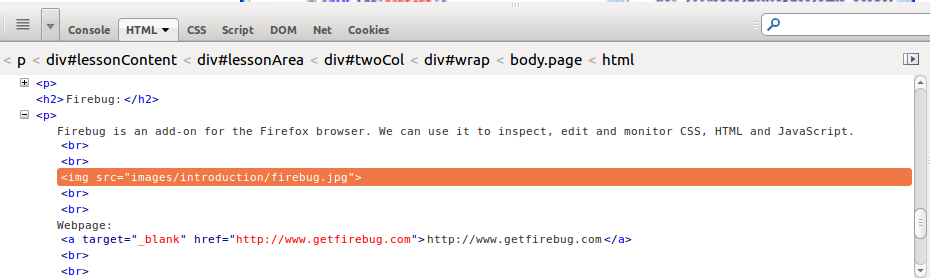 Console HTML CSS Script DOM Net Cookies
< p < div#lessonContent < div#lessonArea < div#twoCol < div#wrap < body.page < html
<p>
<h2>Firebug:</h2>
<p>
Firebug is an add-on for the Firefox browser. We can use it to inspect, edit and monitor CSS, HTML and JavaScript.
<br>
<br>
<img src="images/introduction/firebug.jpg">
<br>
<br>
Webpage:
<a target="_blank" href="http://www.getfirebug.com">http://www.getfirebug.com</a>
<br>
<br>